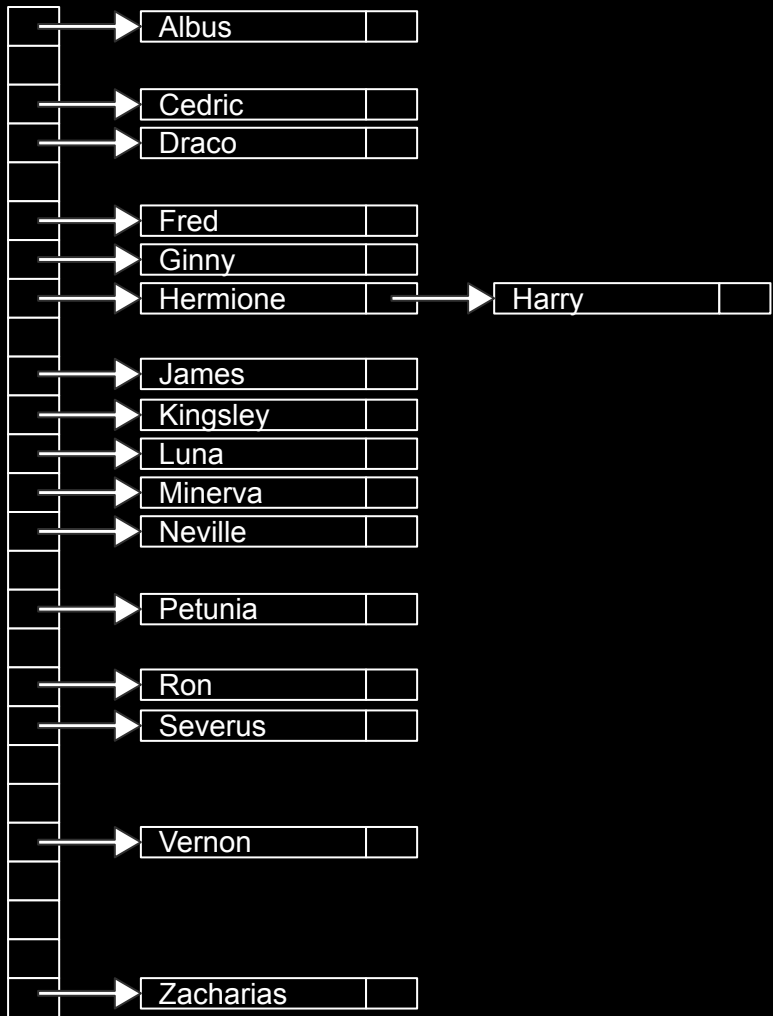 Albus
Cedric
Draco
Fred
Ginny
Hermione Harry
James
Kingsley
Luna
Minerva
Neville
Petunia
Ron
Severus
Vernon
Zacharias